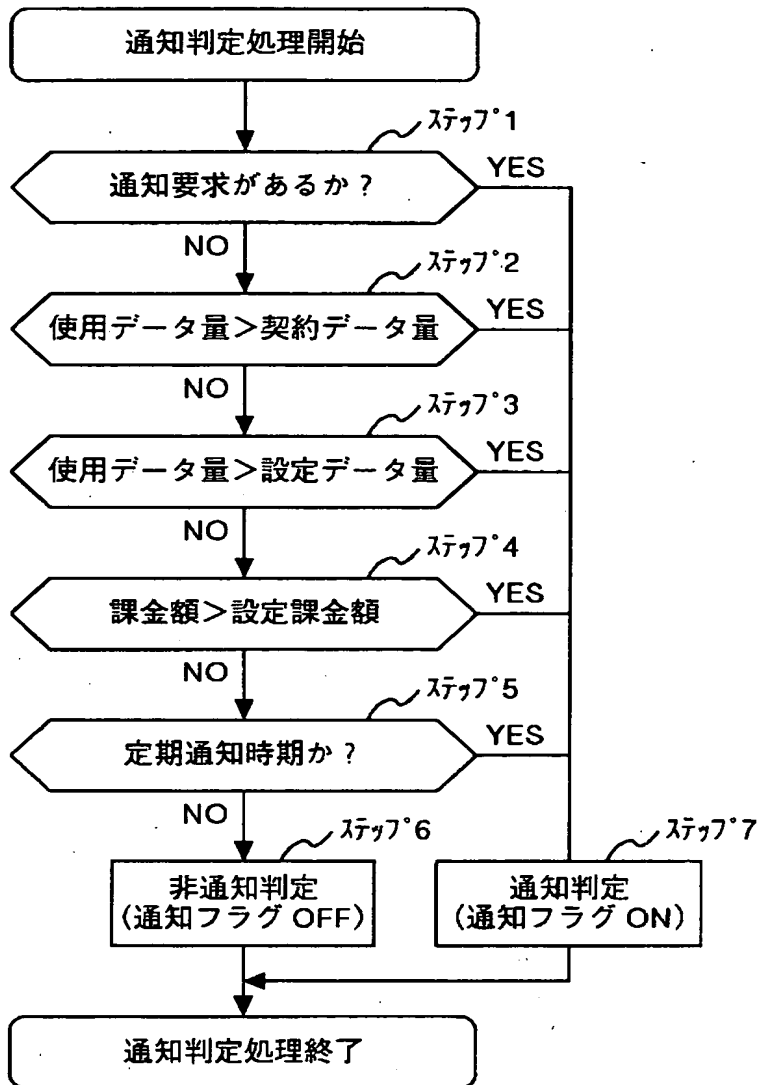 通知判定処理開始
ｽﾃｯﾌﾟ1
通知要求があるか？
YES
NO
ｽﾃｯﾌﾟ2
使用データ量＞契約データ量
YES
NO
ｽﾃｯﾌﾟ3
使用データ量＞設定データ量
YES
NO
ｽﾃｯﾌﾟ4
課金額＞設定課金額
YES
NO
ｽﾃｯﾌﾟ5
定期通知時期か？
YES
NO
ｽﾃｯﾌﾟ6
ｽﾃｯﾌﾟ7
非通知判定
(通知フラグ OFF)
通知判定
(通知フラグ ON)
通知判定処理終了